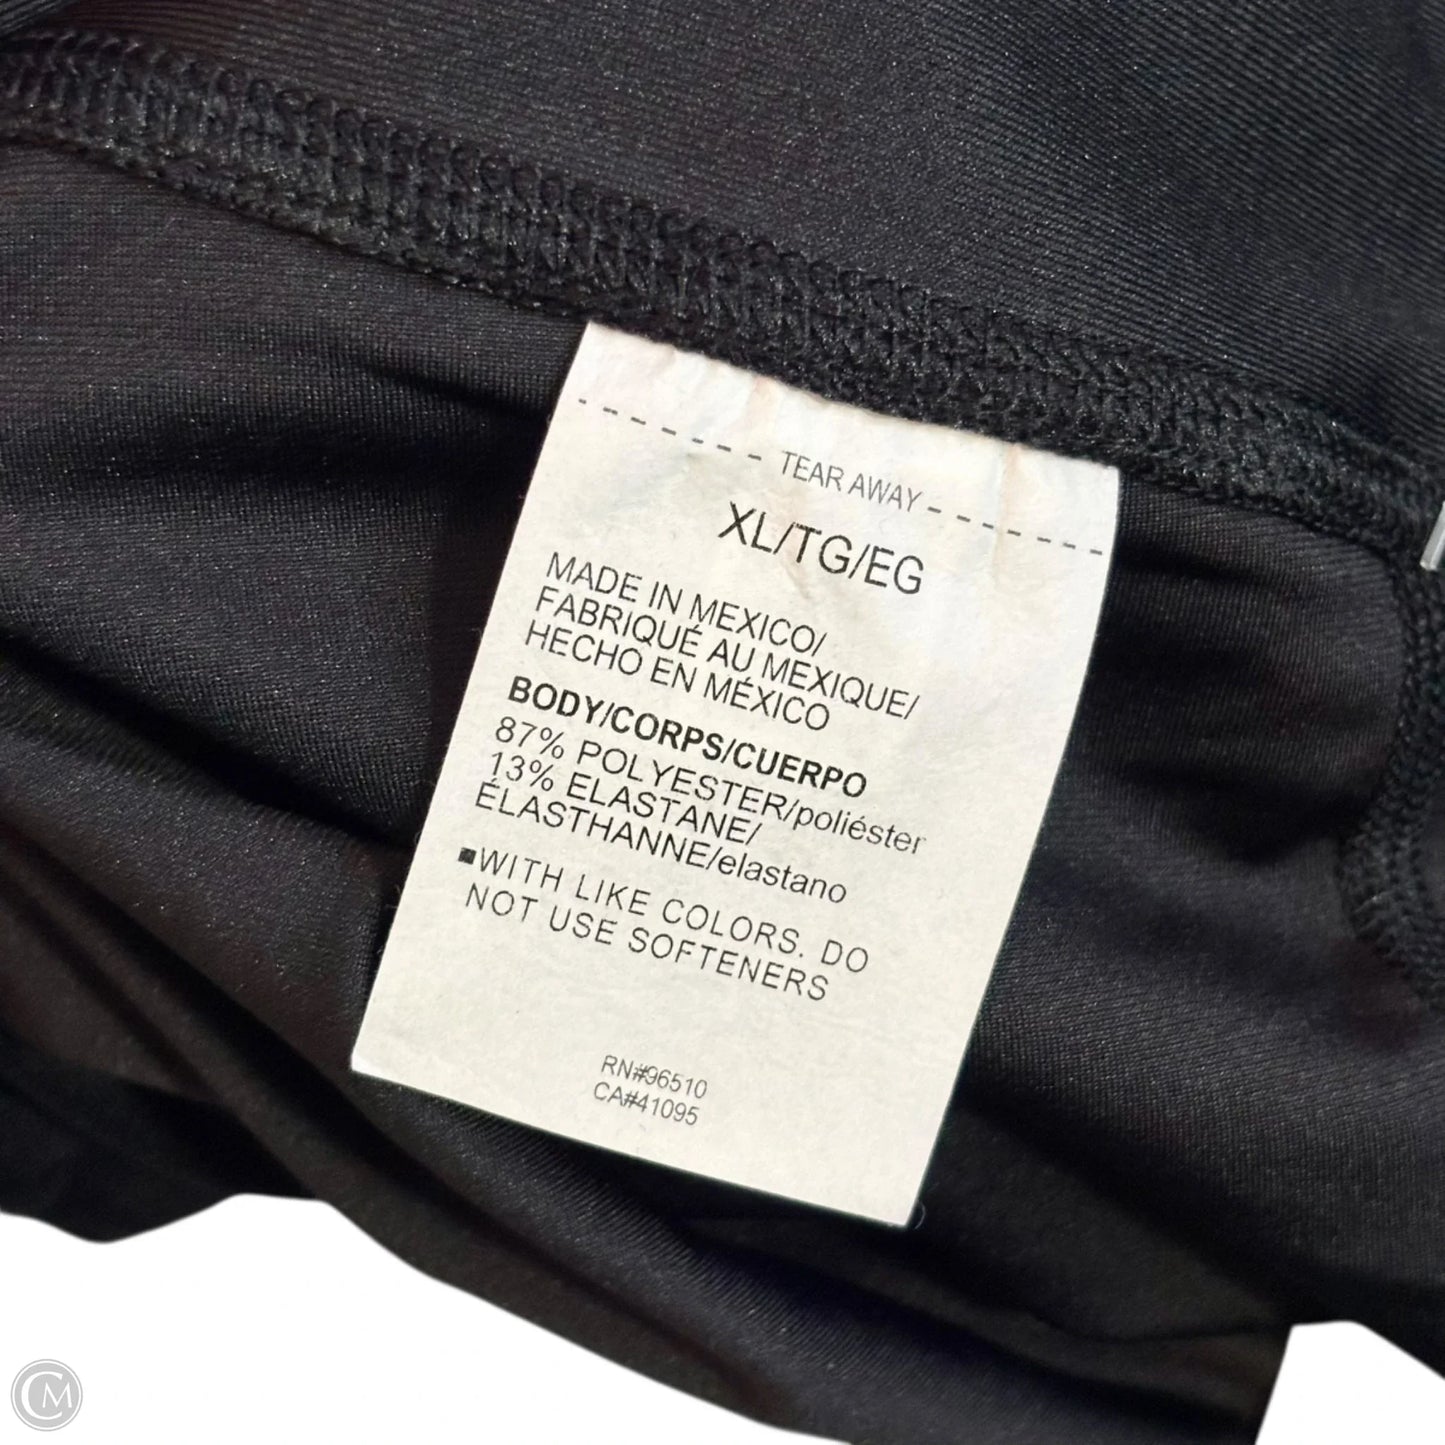 TEAR AWAY
XL/TG/EG
MADE IN MEXICO/
FABRIQUÉ AU MEXIQUE/
HECHO EN MÉXICO
BODY/CORPS/CUERPO
87% POLYESTER/poliéster
13% ELASTANE/
ÉLASTHANNE/elastano
■WITH LIKE COLORS. DO
NOT USE SOFTENERS
RN#96510
CA#41095
CM